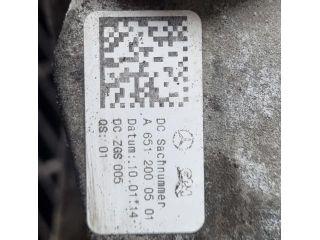 DC Sachnummer
A 651 200 05 01
Datum:.10.01*14
DC-ZGS 005
QS: 01